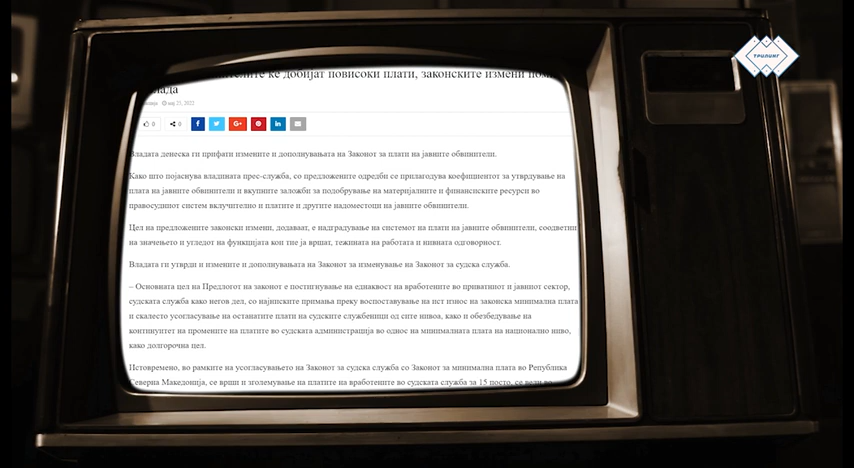 ТРИЛИНГ
ќе добијат повисоки плати, законските измени
мај 23, 2022
0
0
Владата денеска ги прифати измените и дополнувањата на Законот за плати на јавните обвинители.
Како што појаснува владината прес-служба, со предложените одредби се прилагодува коефициентот за утврдување на
плата на јавните обвинители и вкупните заложби за подобрување на материјалните и финансиските ресурси во
правосудниот систем вклучително и платите и другите надоместоци на јавните обвинители.
Цел на предложените законски измени, додаваат, е надградување на системот на плати на јавните обвинители, соодветни
на значењето и угледот на функцијата кои тие ја вршат, тежината на работата и нивната одговорност.
Владата ги утврди и измените и дополнувањата на Законот за изменување на Законот за судска служба.
– Основната цел на Предлогот на законот е постигнување на еднаквост на вработените во приватниот и јавниот сектор,
судската служба како негов дел, со најниските примања преку воспоставување на ист износ на законска минимална плата
и скалесто усогласување на останатите плати на судските службеници од сите нивоа, како и обезбедување на
континуитет на промените на платите во судската администрација во однос на минималната плата на национално ниво,
како долгорочна цел.
Истовремено, во рамките на усогласувањето на Законот за судска служба со Законот за минимална плата во Република
Северна Македонија, се врши и зголемување на платите на вработените во судската служба за 15 посто, се вели во